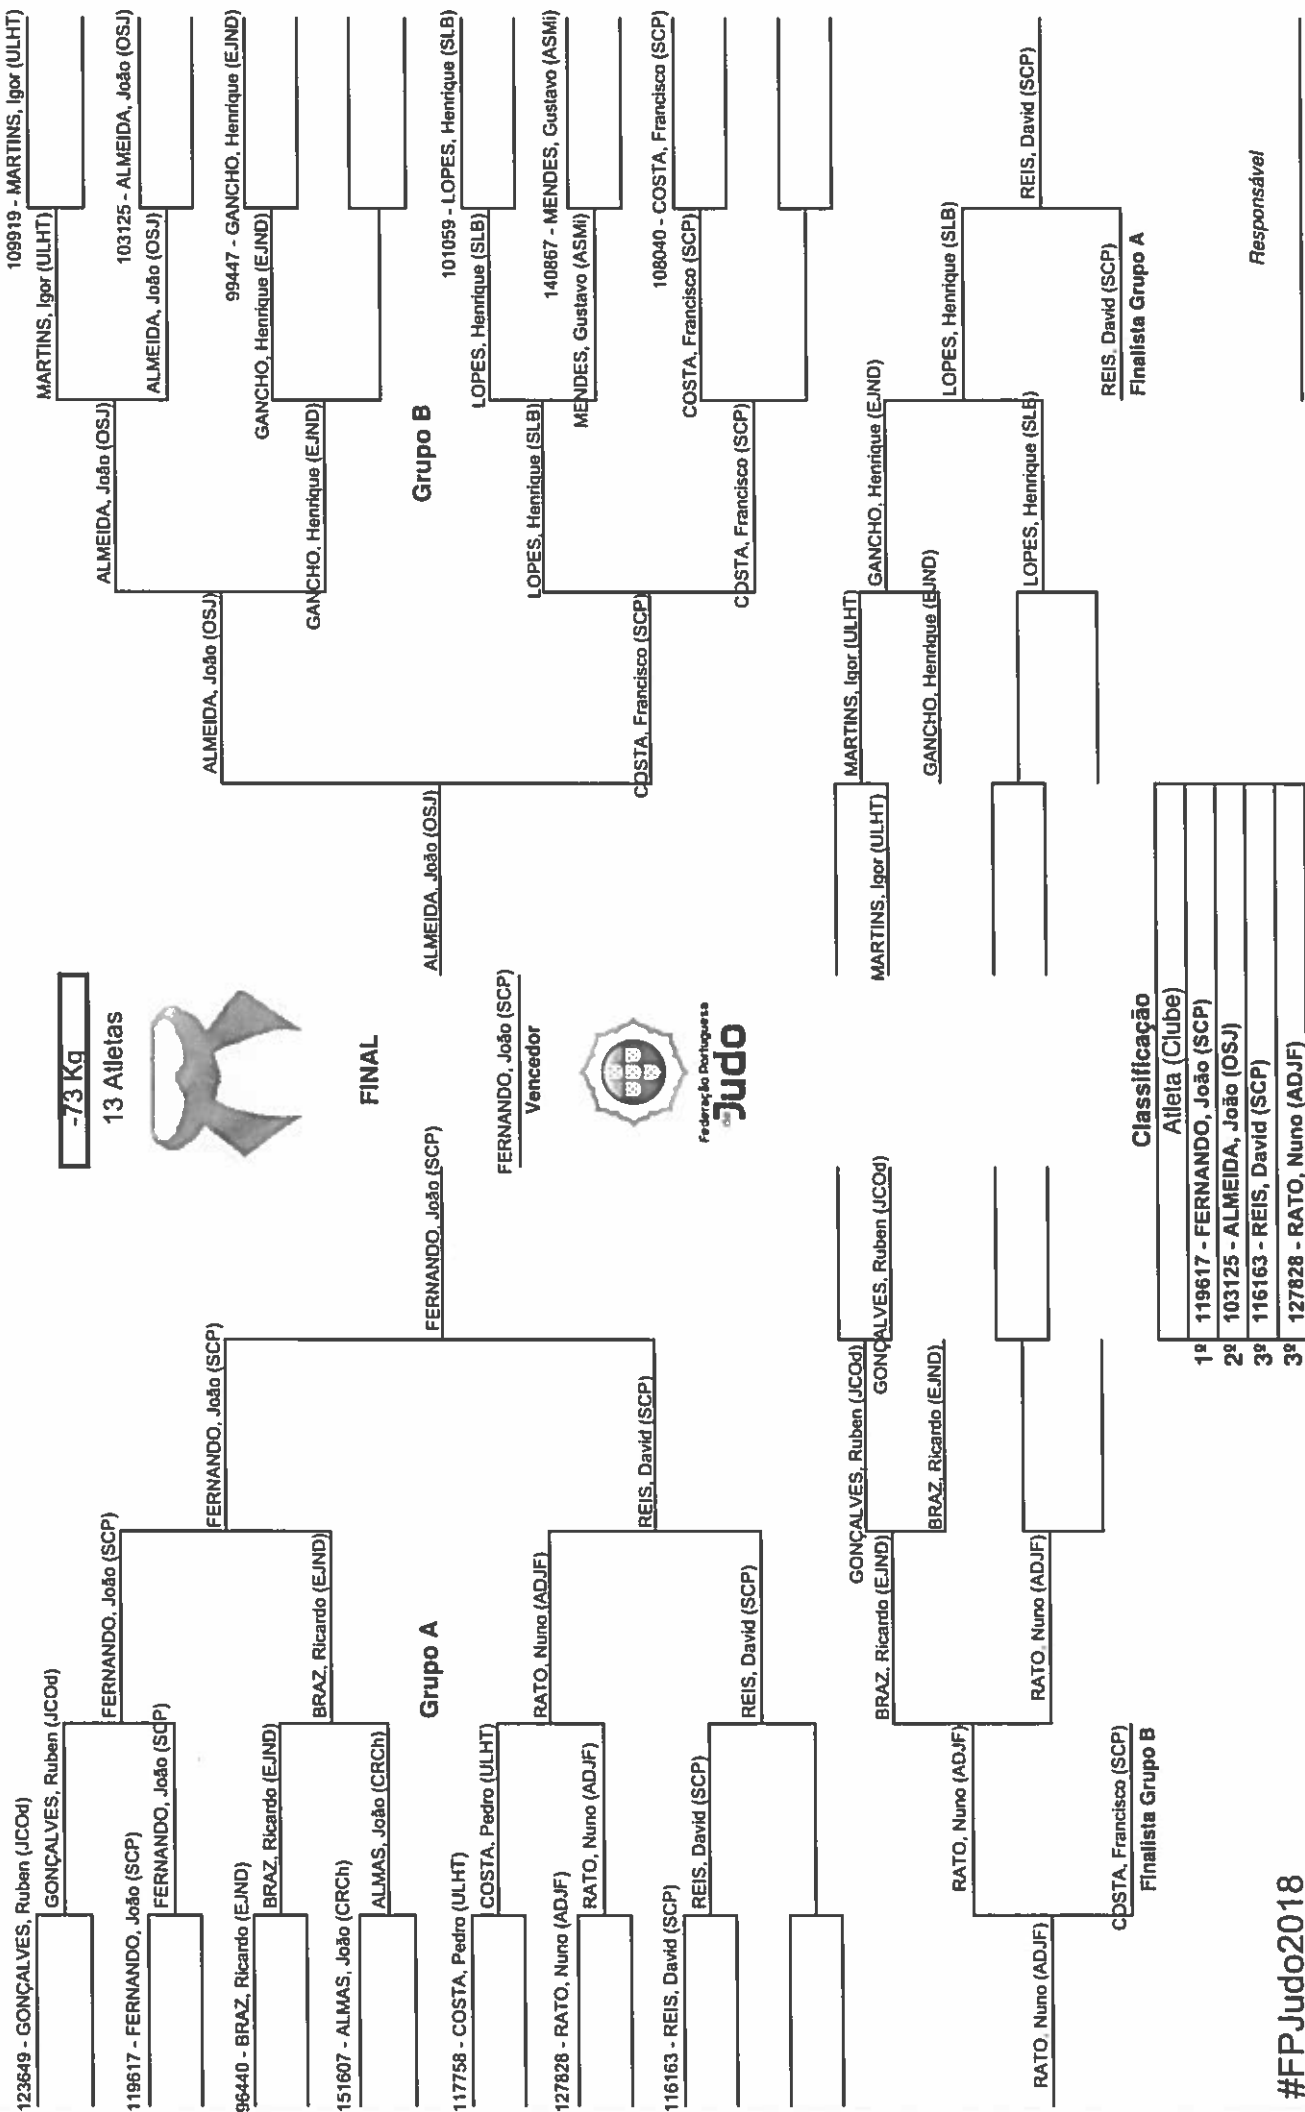 -73 Kg
13 Atletas
FINAL
FERNANDO, João (SCP)
Vencedor
Federação Portuguesa
de Judo
123649 - GONÇALVES, Ruben (JCOd)
GONÇALVES, Ruben (JCOd)
119617 - FERNANDO, João (SCP)
FERNANDO, João (SCP)
FERNANDO, João (SCP)
96440 - BRAZ, Ricardo (EJND)
BRAZ, Ricardo (EJND)
151607 - ALMAS, João (CRCh)
ALMAS, João (CRCh)
BRAZ, Ricardo (EJND)
FERNANDO, João (SCP)
FERNANDO, João (SCP)
Grupo A
117758 - COSTA, Pedro (ULHT)
COSTA, Pedro (ULHT)
127828 - RATO, Nuno (ADJF)
RATO, Nuno (ADJF)
RATO, Nuno (ADJF)
116163 - REIS, David (SCP)
REIS, David (SCP)
REIS, David (SCP)
REIS, David (SCP)
109919 - MARTINS, Igor (ULHT)
MARTINS, Igor (ULHT)
103125 - ALMEIDA, João (OSJ)
ALMEIDA, João (OSJ)
ALMEIDA, João (OSJ)
99447 - GANCHO, Henrique (EJND)
GANCHO, Henrique (EJND)
GANCHO, Henrique (EJND)
ALMEIDA, João (OSJ)
ALMEIDA, João (OSJ)
Grupo B
101059 - LOPES, Henrique (SLB)
LOPES, Henrique (SLB)
140867 - MENDES, Gustavo (ASMi)
MENDES, Gustavo (ASMi)
LOPES, Henrique (SLB)
108040 - COSTA, Francisco (SCP)
COSTA, Francisco (SCP)
COSTA, Francisco (SCP)
COSTA, Francisco (SCP)
GONÇALVES, Ruben (JCOd)
GONÇALVES, Ruben (JCOd)
BRAZ, Ricardo (EJND)
BRAZ, Ricardo (EJND)
RATO, Nuno (ADJF)
RATO, Nuno (ADJF)
RATO, Nuno (ADJF)
COSTA, Francisco (SCP)
Finalista Grupo B
MARTINS, Igor (ULHT)
MARTINS, Igor (ULHT)
GANCHO, Henrique (EJND)
GANCHO, Henrique (EJND)
LOPES, Henrique (SLB)
LOPES, Henrique (SLB)
REIS, David (SCP)
REIS, David (SCP)
Finalista Grupo A
Classificação
Atleta (Clube)
1º 119617 - FERNANDO, João (SCP)
2º 103125 - ALMEIDA, João (OSJ)
3º 116163 - REIS, David (SCP)
3º 127828 - RATO, Nuno (ADJF)
Responsável
#FPJudo2018